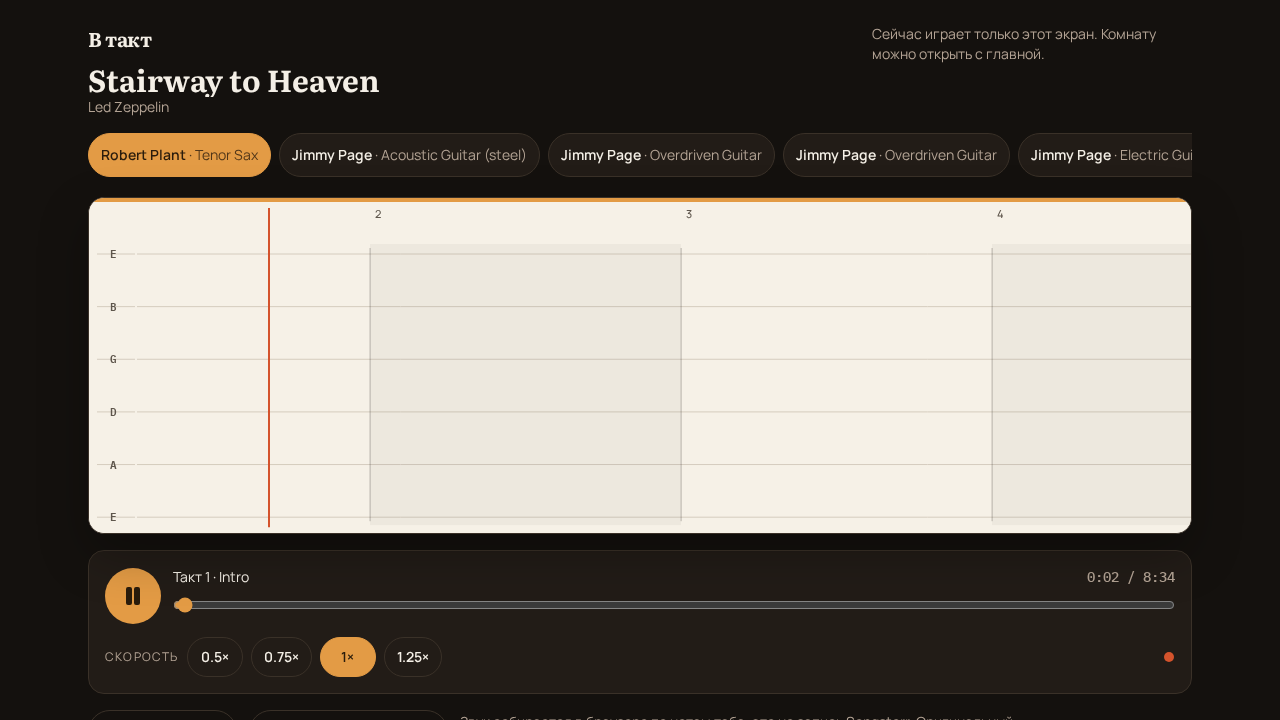 В такт
Сейчас играет только этот экран. Комнату
можно открыть с главной.
Stairway to Heaven
Led Zeppelin
Robert Plant · Tenor Sax
Jimmy Page · Acoustic Guitar (steel)
Jimmy Page · Overdriven Guitar
Jimmy Page · Overdriven Guitar
Jimmy Page · Electric Gui
2
3
4
E
B
G
D
A
E
Такт 1 · Intro
0:02 / 8:34
СКОРОСТЬ
0.5×
0.75×
1×
1.25×